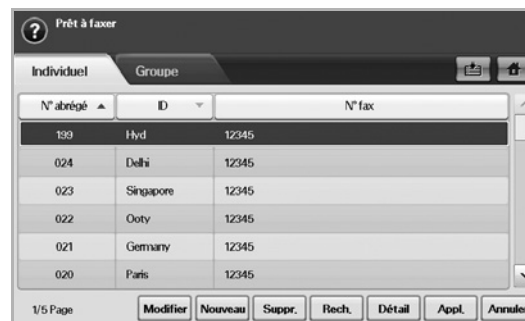 Prêt à faxer
Individuel Groupe
N° abrégé ID N° fax
199 Hyd 12345
024 Delhi 12345
023 Singapore 12345
022 Ooty 12345
021 Germany 12345
020 Paris 12345
1/5 Page Modifier Nouveau Suppr. Rech. Détail Appl. Annuler